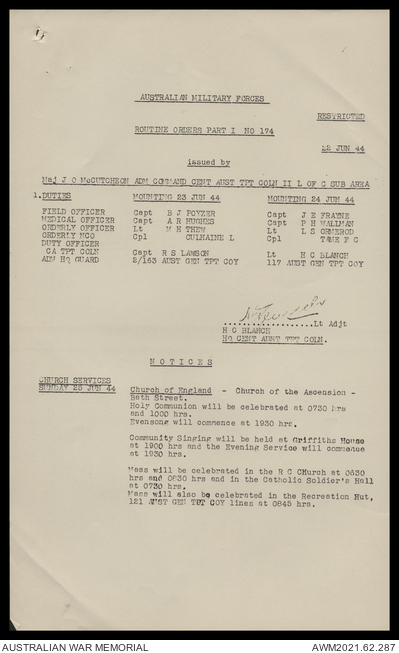 AUSTRALIAN MILITARY FORCES
RESTRICTED
ROUTINE ORDERS PART I NO 174
22 JUN 44
issued by
Maj J O McCUTCHEON ADM COMMAND CENT AUST TPT COLN II L OF C SUB AREA
1.DUTIES MOUNTING 23 JUN 44 MOUNTING 24 JUN 44
FIELD OFFICER Capt B J POYZER Capt J E FRAYNE
MEDICAL OFFICER Capt A R HUGHES Capt P H WALLMAN
ORDERLY OFFICER Lt M H THEW Lt L S ORMEROD
ORDERLY NCO Cpl CULHAINE L Cpl TAME F C
DUTY OFFICER
CA TPT COLN Capt R S LAWSON Lt H C BLANCH
ADM HQ GUARD 2/163 AUST GEN TPT COY 117 AUST GEN TPT COY
....................Lt Adjt
H C BLANCH
HQ CENT AUST TPT COLN.
N O T I C E S
CHURCH SERVICES
SUNDAY 25 JUN 44 Church of England - Church of the Ascension -
Bath Street.
Holy Communion will be celebrated at 0730 hrs
and 1000 hrs.
Evensong will commence at 1930 hrs.
Community Singing will be held at Griffiths House
at 1900 hrs and the Evening Service will commence
at 1930 hrs.
Mass will be celebrated in the R C CHurch at 0630
hrs and 0830 hrs and in the Catholic Soldier's Hall
at 0730 hrs.
Mass will also be celebrated in the Recreation Hut,
121 AUST GEN TPT COY lines at 0845 hrs.
AUSTRALIAN WAR MEMORIAL AWM2021.62.287